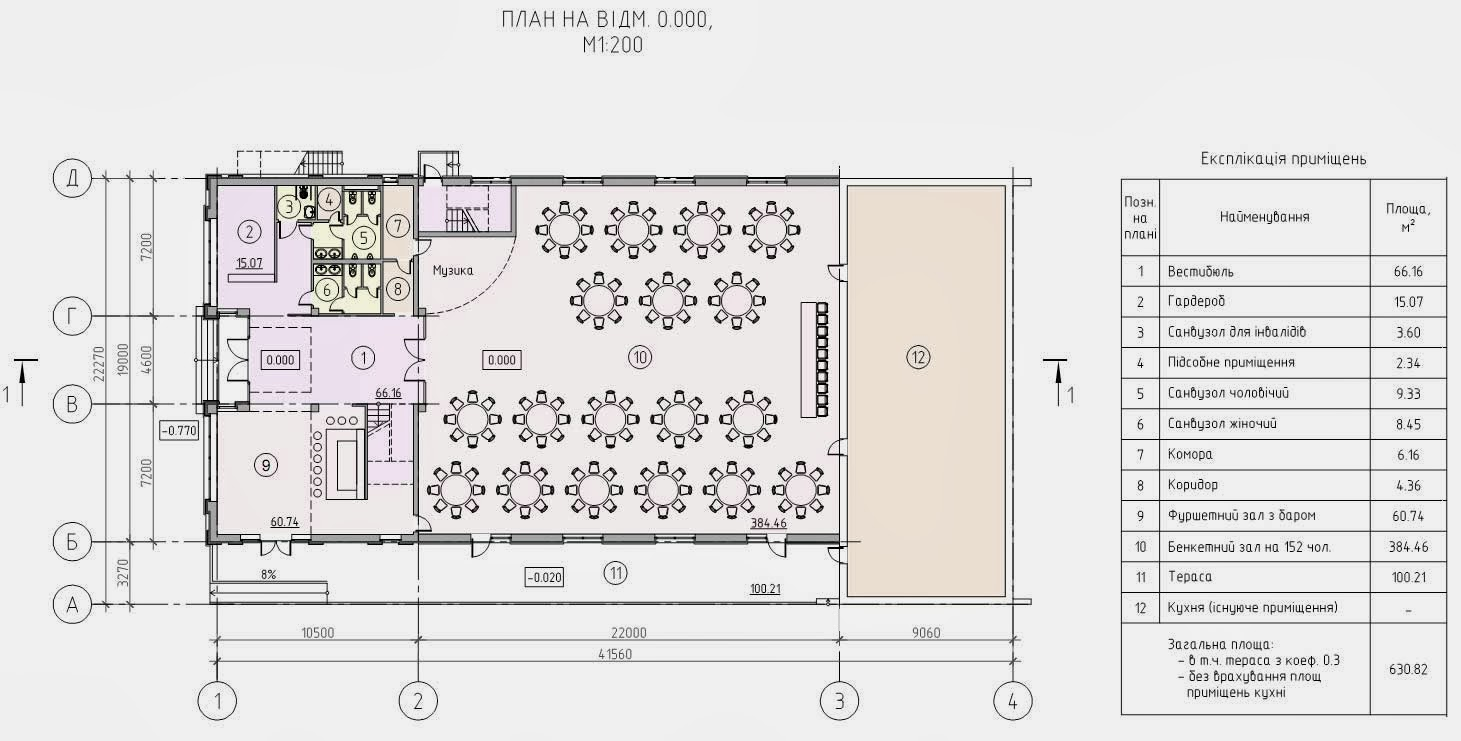 ПЛАН НА ВІДМ. 0.000,
М1:200
Експлікація приміщень
Позн. на плані Найменування Площа, м²
1 Вестибюль 66.16
2 Гардероб 15.07
3 Санвузол для інвалідів 3.60
4 Підсобне приміщення 2.34
5 Санвузол чоловічий 9.33
6 Санвузол жіночий 8.45
7 Комора 6.16
8 Коридор 4.36
9 Фуршетний зал з баром 60.74
10 Бенкетний зал на 152 чол. 384.46
11 Тераса 100.21
12 Кухня (існуюче приміщення) –
Загальна площа:
– в т.ч. тераса з коеф. 0.3
– без врахування площ
приміщень кухні
630.82
Д
Г
В
Б
А
22270
19000
7200
4600
7200
3270
2
15.07
3
4
5
6
7
8
Музика
0.000
1
66.16
0.000
10
12
1
1
-0.770
9
60.74
384.46
8%
-0.020
11
100.21
10500
22000
9060
41560
1
2
3
4